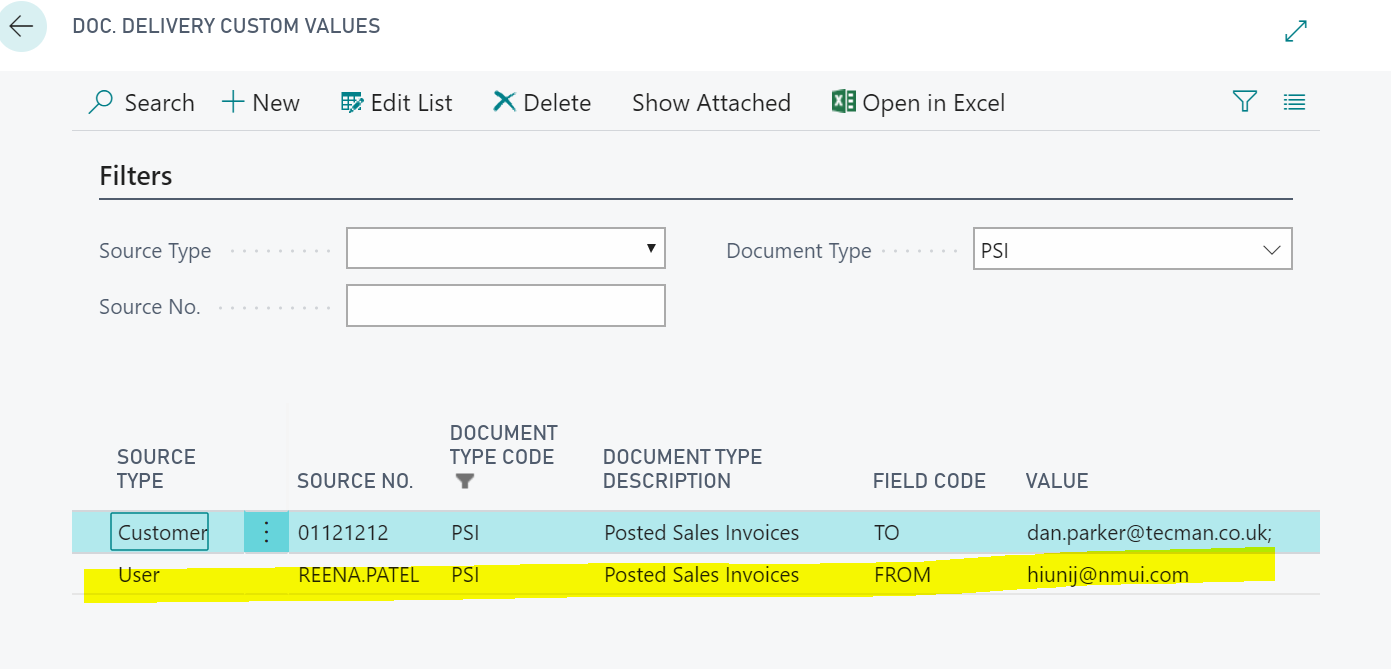 DOC. DELIVERY CUSTOM VALUES
Search New Edit List Delete Show Attached Open in Excel
Filters
Source Type Document Type PSI
Source No.
SOURCE TYPE SOURCE NO. DOCUMENT TYPE CODE DOCUMENT TYPE DESCRIPTION FIELD CODE VALUE
Customer 01121212 PSI Posted Sales Invoices TO dan.parker@tecman.co.uk;
User REENA.PATEL PSI Posted Sales Invoices FROM hiunij@nmui.com